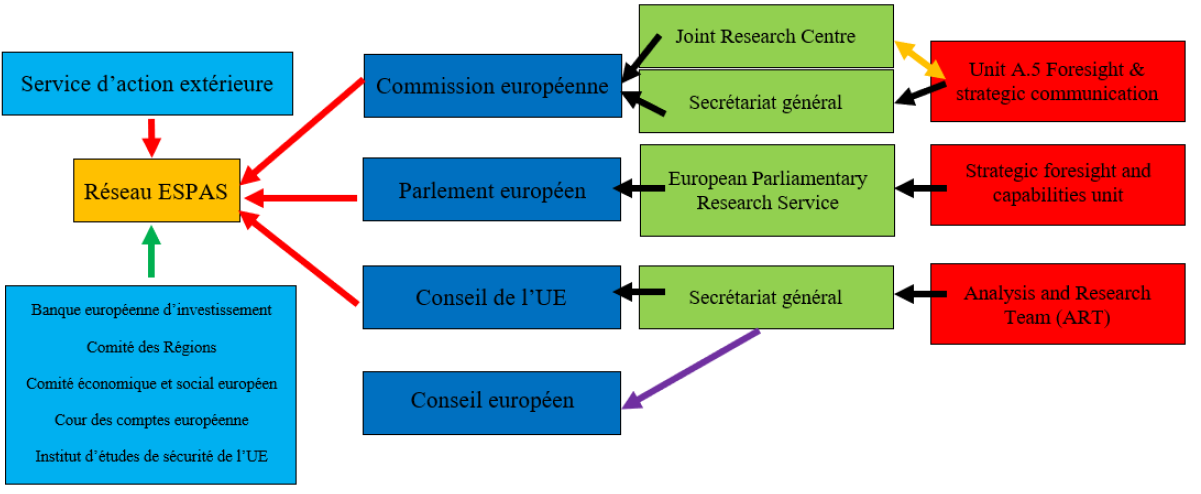 Service d’action extérieure
Réseau ESPAS
Banque européenne d’investissement
Comité des Régions
Comité économique et social européen
Cour des comptes européenne
Institut d’études de sécurité de l’UE
Commission européenne
Parlement européen
Conseil de l’UE
Conseil européen
Joint Research Centre
Secrétariat général
European Parliamentary
Research Service
Secrétariat général
Unit A.5 Foresight &
strategic communication
Strategic foresight and
capabilities unit
Analysis and Research
Team (ART)